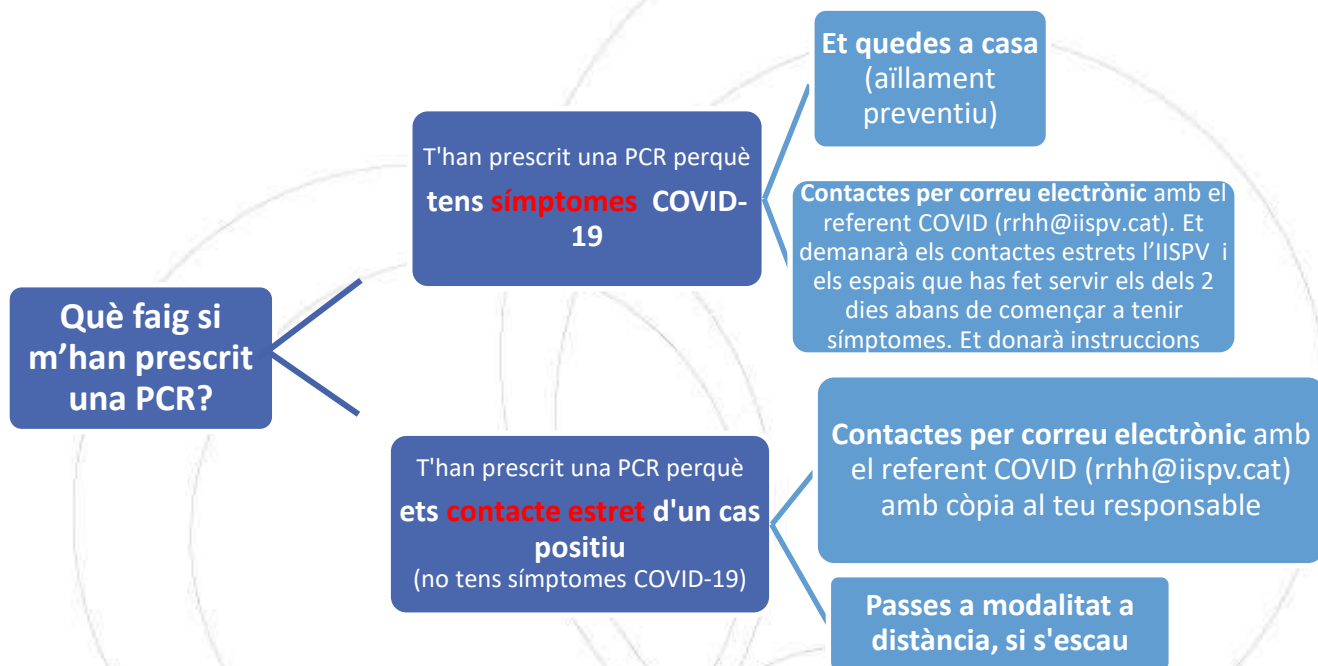 Què faig si
m’han prescrit
una PCR?
T'han prescrit una PCR perquè
tens símptomes COVID-
19
Et quedes a casa
(aïllament
preventiu)
Contactes per correu electrònic amb el
referent COVID (rrhh@iispv.cat). Et
demanarà els contactes estrets l’IISPV i
els espais que has fet servir els dels 2
dies abans de començar a tenir
símptomes. Et donarà instruccions
T'han prescrit una PCR perquè
ets contacte estret d'un cas
positiu
(no tens símptomes COVID-19)
Contactes per correu electrònic amb
el referent COVID (rrhh@iispv.cat)
amb còpia al teu responsable
Passes a modalitat a
distància, si s'escau